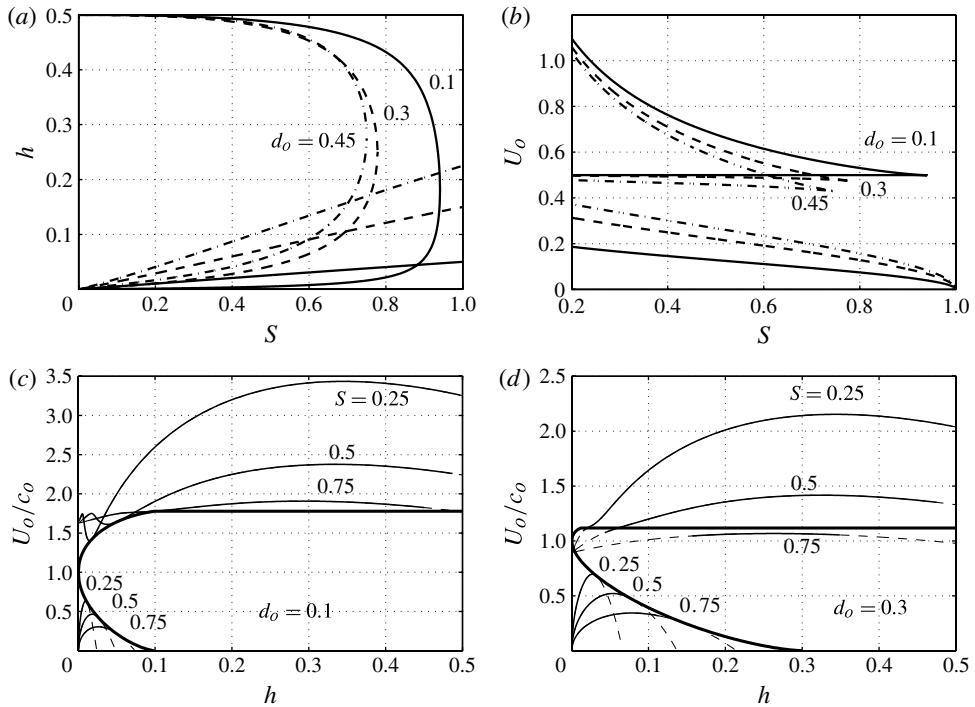 (a)
0.5
0.4
0.3
0.2
0.1
h
0.1
0.3
d_o = 0.45
0 0.2 0.4 0.6 0.8 1.0
S
(b)
1.0
0.8
0.6
0.4
0.2
0
U_o
d_o = 0.1
0.3
0.45
0.2 0.4 0.6 0.8 1.0
S
(c)
3.5
3.0
2.5
2.0
1.5
1.0
0.5
U_o/c_o
S = 0.25
0.5
0.75
0.25
0.5
0.75
d_o = 0.1
0 0.1 0.2 0.3 0.4 0.5
h
(d)
2.5
2.0
1.5
1.0
0.5
U_o/c_o
S = 0.25
0.5
0.75
0.25
0.5
0.75
d_o = 0.3
0 0.1 0.2 0.3 0.4 0.5
h